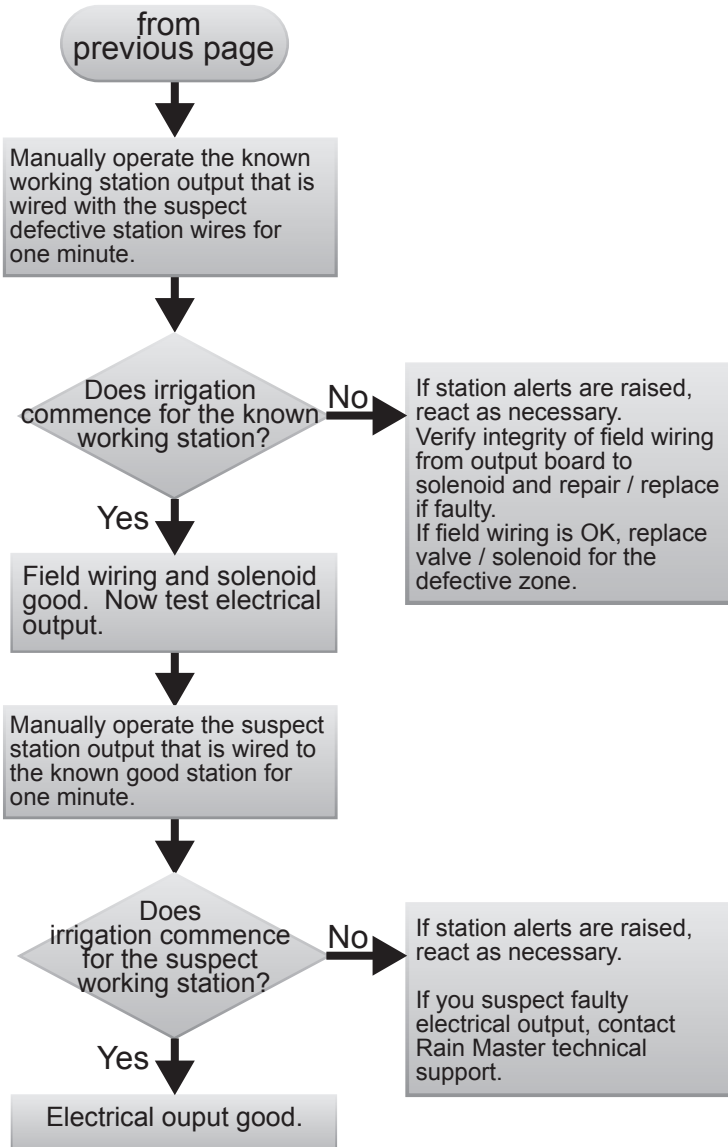 from
previous page
Manually operate the known
working station output that is
wired with the suspect
defective station wires for
one minute.
Does irrigation
commence for the known
working station?
No
If station alerts are raised,
react as necessary.
Verify integrity of field wiring
from output board to
solenoid and repair / replace
if faulty.
If field wiring is OK, replace
valve / solenoid for the
defective zone.
Yes
Field wiring and solenoid
good.  Now test electrical
output.
Manually operate the suspect
station output that is wired to
the known good station for
one minute.
Does
irrigation commence
for the suspect
working station?
No
If station alerts are raised,
react as necessary.
If you suspect faulty
electrical output, contact
Rain Master technical
support.
Yes
Electrical ouput good.